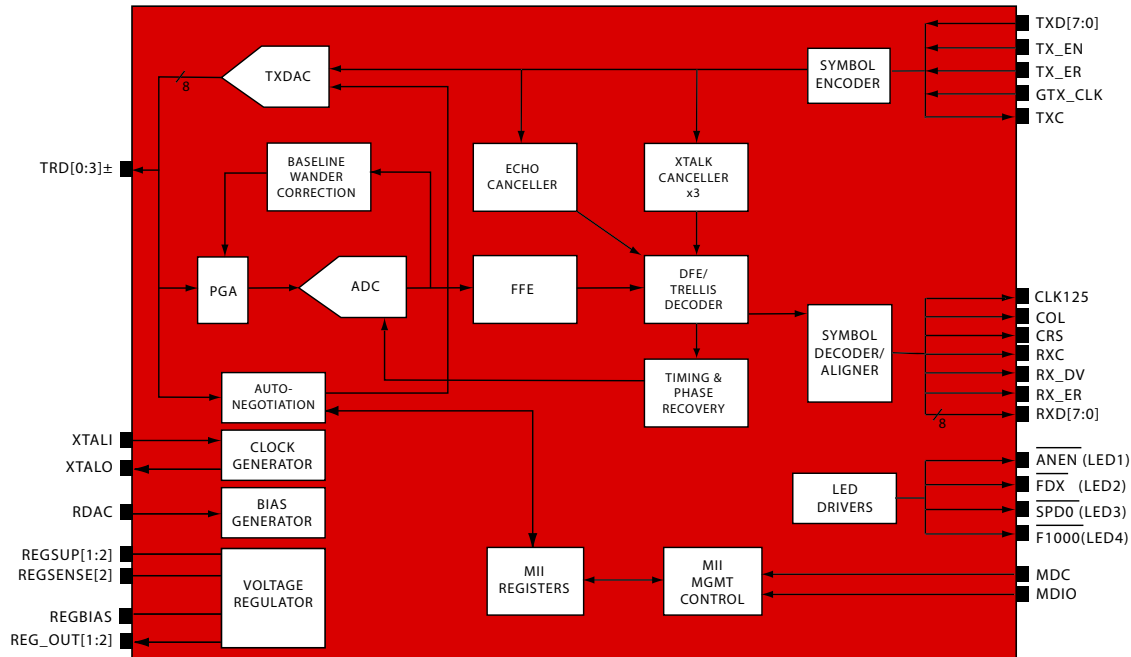 TXD[7:0]
TX_EN
TX_ER
GTX_CLK
TXC
SYMBOL
ENCODER
TXDAC
8
TRD[0:3]±
BASELINE
WANDER
CORRECTION
ECHO
CANCELLER
XTALK
CANCELLER
x3
PGA
ADC
FFE
DFE/
TRELLIS
DECODER
SYMBOL
DECODER/
ALIGNER
CLK125
COL
CRS
RXC
RX_DV
RX_ER
RXD[7:0]
8
AUTO-
NEGOTIATION
TIMING &
PHASE
RECOVERY
XTALI
XTALO
CLOCK
GENERATOR
RDAC
BIAS
GENERATOR
LED
DRIVERS
ANEN (LED1)
FDX (LED2)
SPD0 (LED3)
F1000(LED4)
REGSUP[1:2]
REGSENSE[2]
REGBIAS
REG_OUT[1:2]
VOLTAGE
REGULATOR
MII
REGISTERS
MII
MGMT
CONTROL
MDC
MDIO